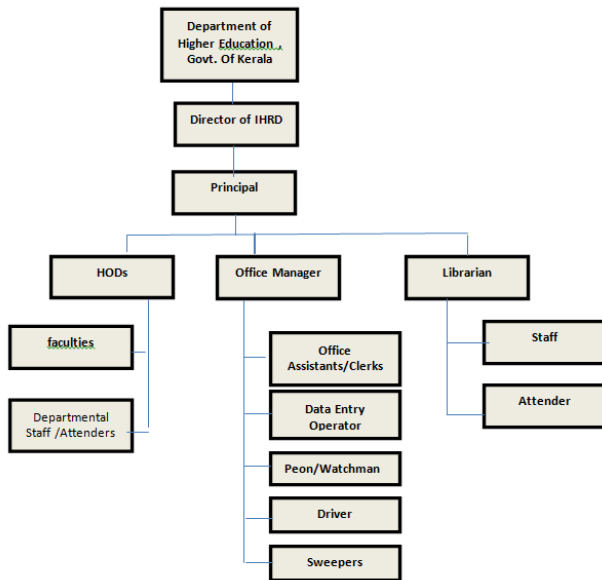 Department of
Higher Education ,
Govt. Of Kerala
Director of IHRD
Principal
HODs
Office Manager
Librarian
faculties
Departmental
Staff /Attenders
Office
Assistants/Clerks
Data Entry
Operator
Peon/Watchman
Driver
Sweepers
Staff
Attender